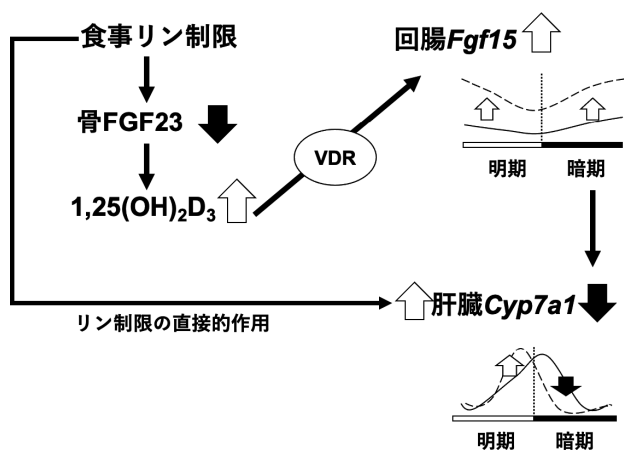 食事リン制限
骨FGF23
1,25(OH)₂D₃
VDR
回腸Fgf15
明期 暗期
肝臓Cyp7a1
リン制限の直接的作用
明期 暗期